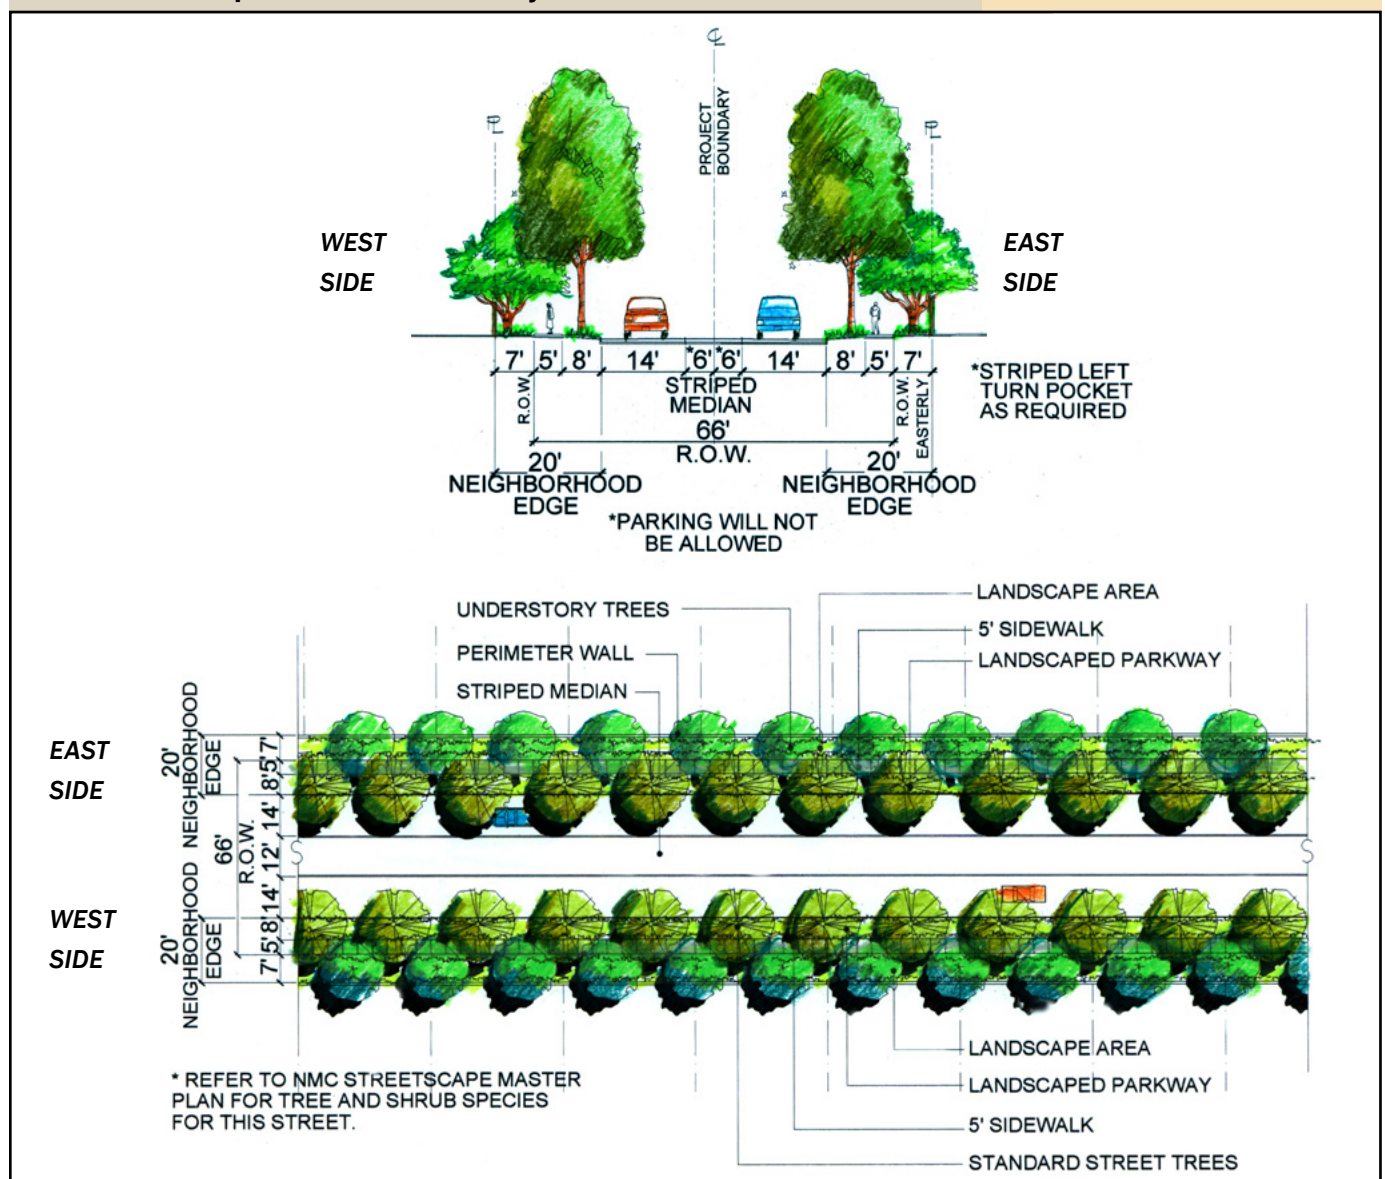 PROJECT
BOUNDARY
WEST
SIDE
EAST
SIDE
7' 5' 8' 14' *6' *6' 14' 8' 5' 7'
STRIPED
MEDIAN
*STRIPED LEFT
TURN POCKET
AS REQUIRED
R.O.W.
R.O.W.
EASTERLY
66'
R.O.W.
20'
NEIGHBORHOOD
EDGE
20'
NEIGHBORHOOD
EDGE
*PARKING WILL NOT
BE ALLOWED
UNDERSTORY TREES
PERIMETER WALL
STRIPED MEDIAN
LANDSCAPE AREA
5' SIDEWALK
LANDSCAPED PARKWAY
EAST
SIDE
20'
NEIGHBORHOOD
EDGE
7'
5'
8'
14'
66'
R.O.W.
12'
14'
WEST
SIDE
20'
NEIGHBORHOOD
EDGE
8'
5'
7'
LANDSCAPE AREA
LANDSCAPED PARKWAY
5' SIDEWALK
STANDARD STREET TREES
* REFER TO NMC STREETSCAPE MASTER
PLAN FOR TREE AND SHRUB SPECIES
FOR THIS STREET.